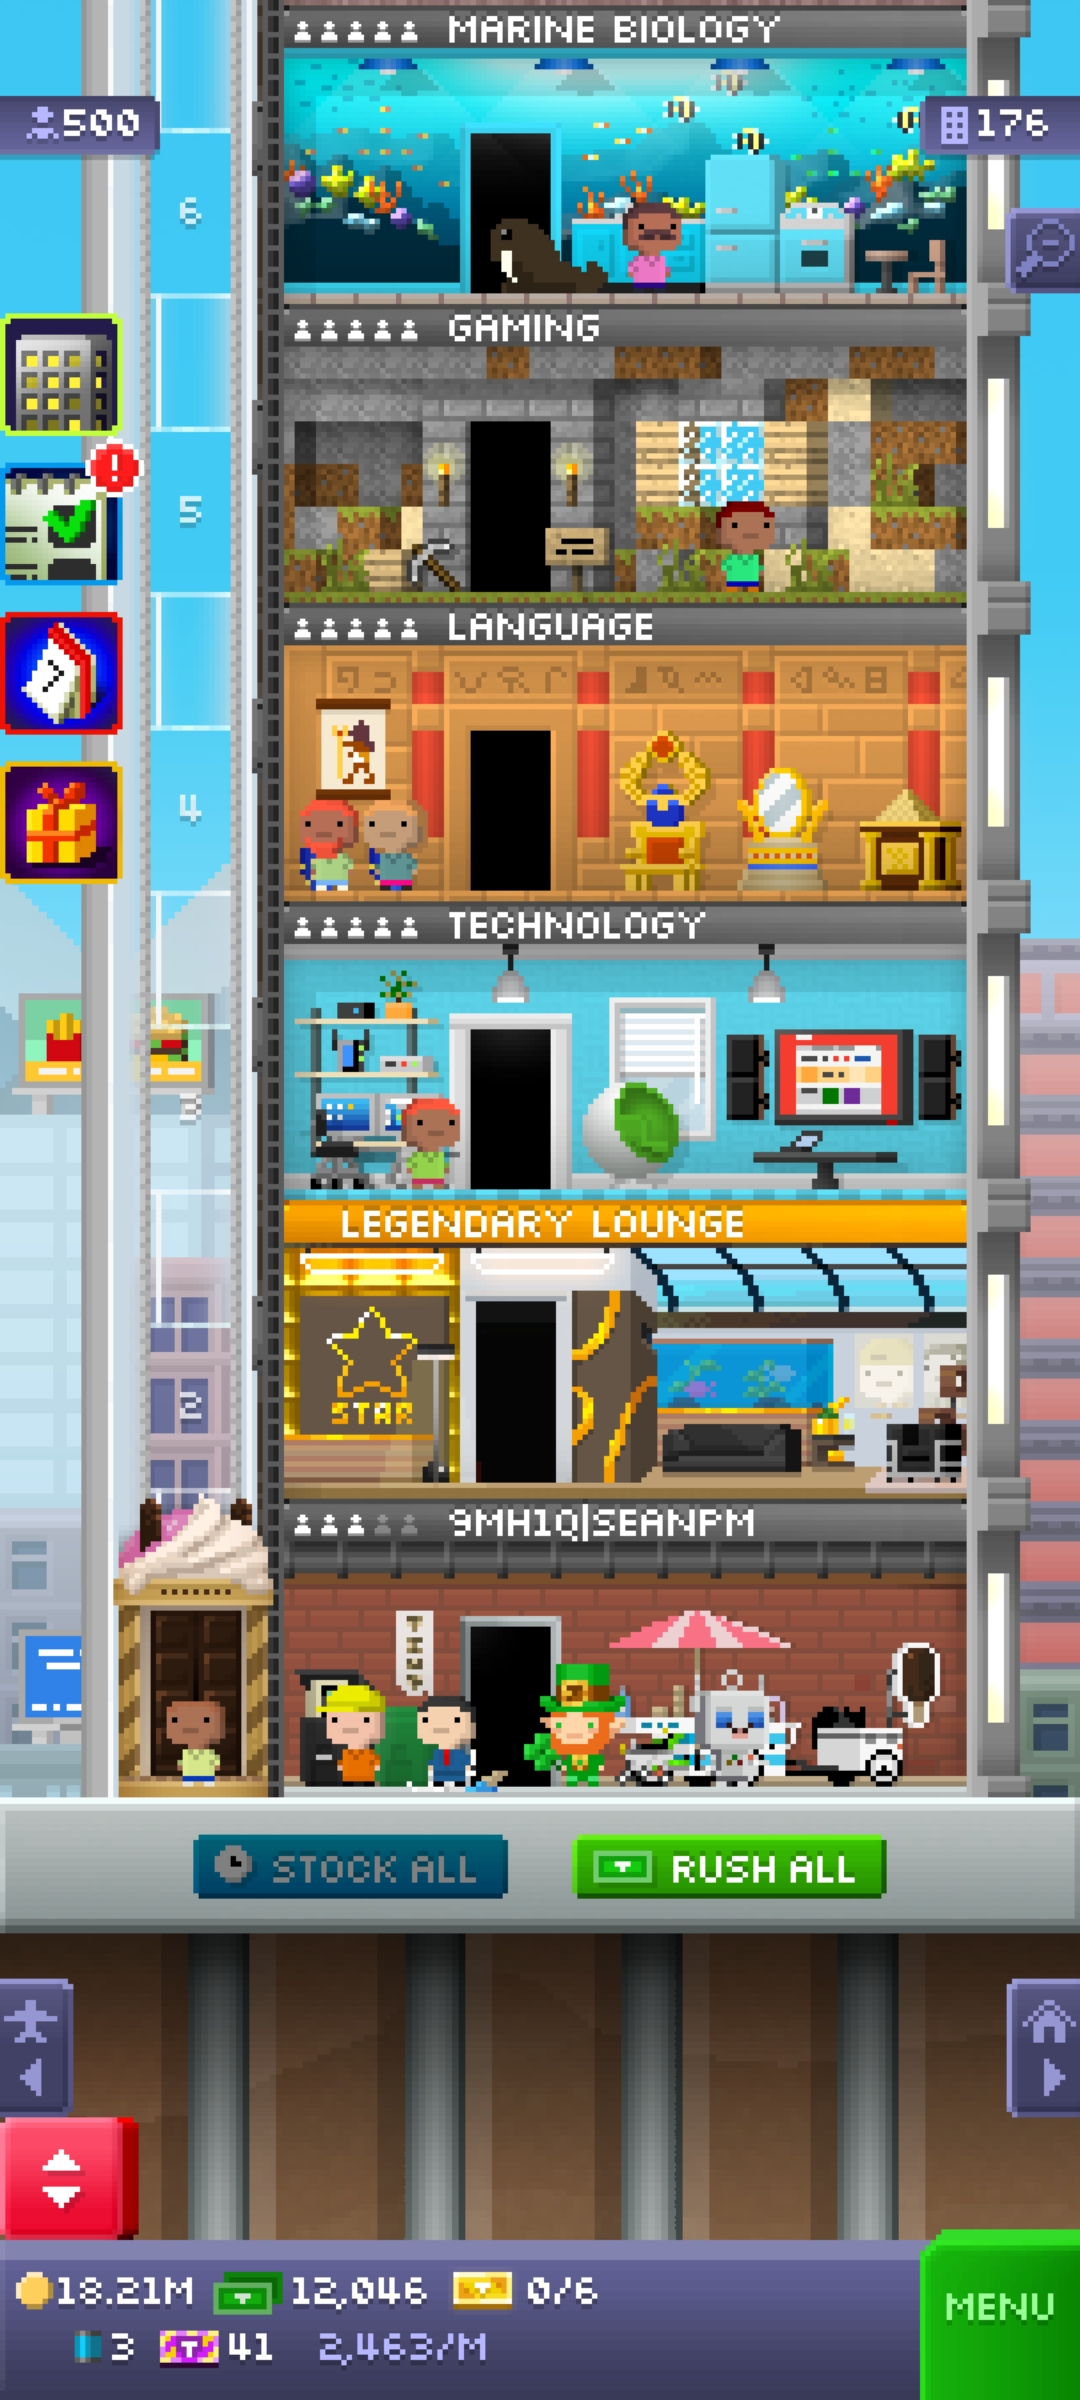 MARINE BIOLOGY
500
176
6
GAMING
5
LANGUAGE
4
TECHNOLOGY
3
LEGENDARY LOUNGE
STAR
2
9MH1Q|SEANPM
STOCK ALL
RUSH ALL
18.21M
12,046
0/6
MENU
3
41
2,463/M